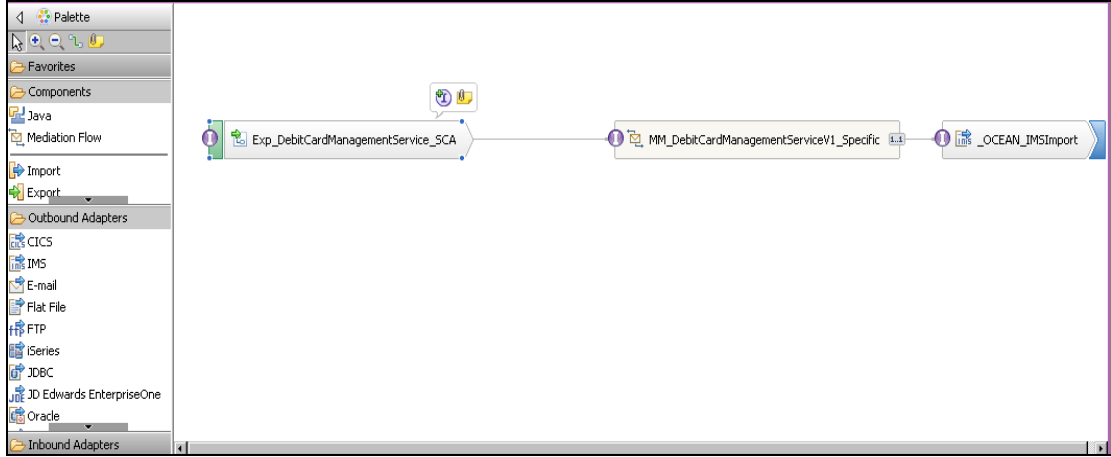 Palette
Favorites
Components
Java
Mediation Flow
Import
Export
Outbound Adapters
CICS
IMS
E-mail
Flat File
FTP
iSeries
JDBC
JD Edwards EnterpriseOne
Oracle
Inbound Adapters
Exp_DebitCardManagementService_SCA
MM_DebitCardManagementServiceV1_Specific
1..1
_OCEAN_IMSImport